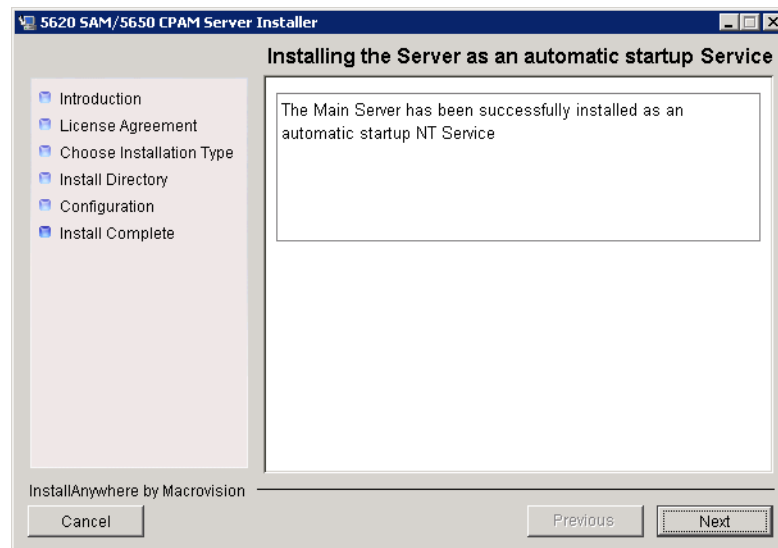 5620 SAM/5650 CPAM Server Installer
Installing the Server as an automatic startup Service
Introduction
License Agreement
Choose Installation Type
Install Directory
Configuration
Install Complete
The Main Server has been successfully installed as an
automatic startup NT Service
InstallAnywhere by Macrovision
Cancel
Previous
Next